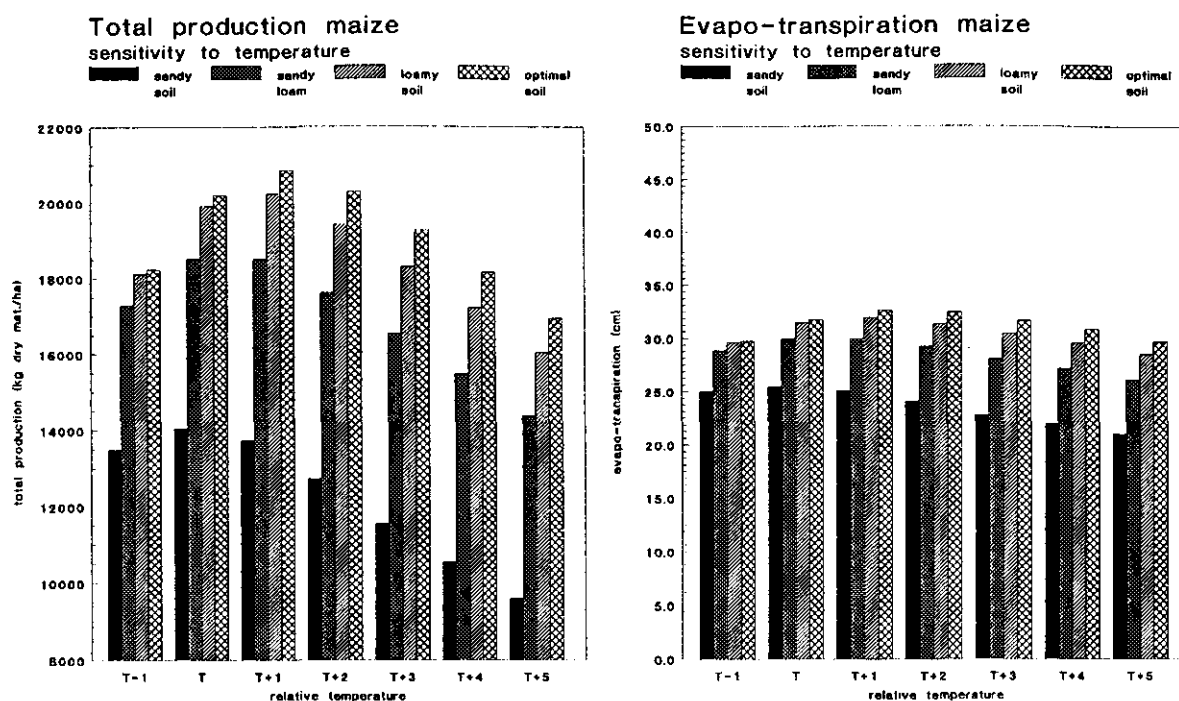 Total production maize
sensitivity to temperature
sandy soil
sandy loam
loamy soil
optimal soil
22000
20000
18000
16000
14000
12000
10000
8000
total production (kg dry mat./ha)
T-1 T T+1 T+2 T+3 T+4 T+5
relative temperature
Evapo-transpiration maize
sensitivity to temperature
sandy soil
sandy loam
loamy soil
optimal soil
50.0
45.0
40.0
35.0
30.0
25.0
20.0
15.0
10.0
5.0
0.0
evapo-transpiration (cm)
T-1 T T+1 T+2 T+3 T+4 T+5
relative temperature